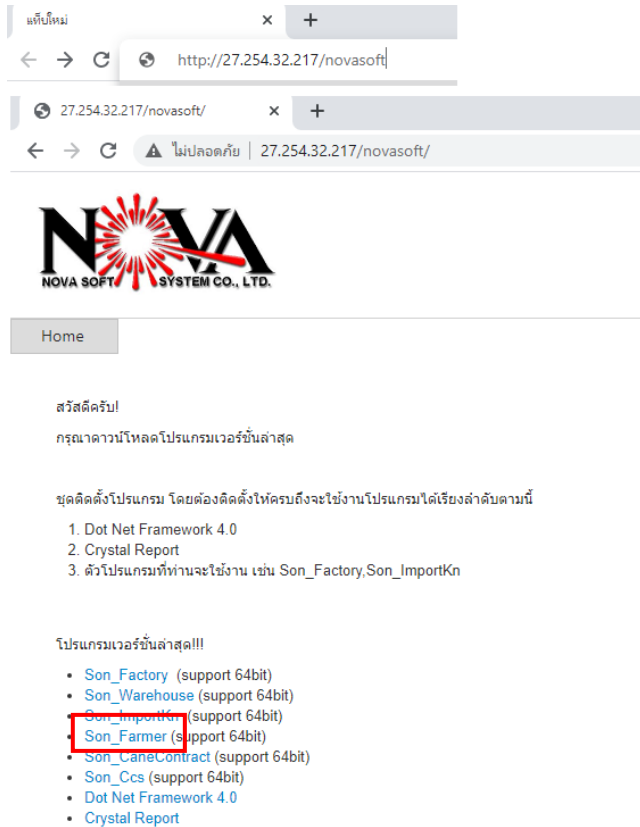 แท็บใหม่
http://27.254.32.217/novasoft
27.254.32.217/novasoft/
ไม่ปลอดภัย | 27.254.32.217/novasoft/
NOVA
NOVA SOFT SYSTEM CO., LTD.
Home
สวัสดีครับ!
กรุณาดาวน์โหลดโปรแกรมเวอร์ชั่นล่าสุด
ชุดติดตั้งโปรแกรม โดยต้องติดตั้งให้ครบถึงจะใช้งานโปรแกรมได้เรียงลำดับตามนี้
1. Dot Net Framework 4.0
2. Crystal Report
3. ตัวโปรแกรมที่ท่านจะใช้งาน เช่น Son_Factory,Son_ImportKn
โปรแกรมเวอร์ชั่นล่าสุด!!!
Son_Factory (support 64bit)
Son_Warehouse (support 64bit)
Son_ImportKn (support 64bit)
Son_Farmer (support 64bit)
Son_CaneContract (support 64bit)
Son_Ccs (support 64bit)
Dot Net Framework 4.0
Crystal Report